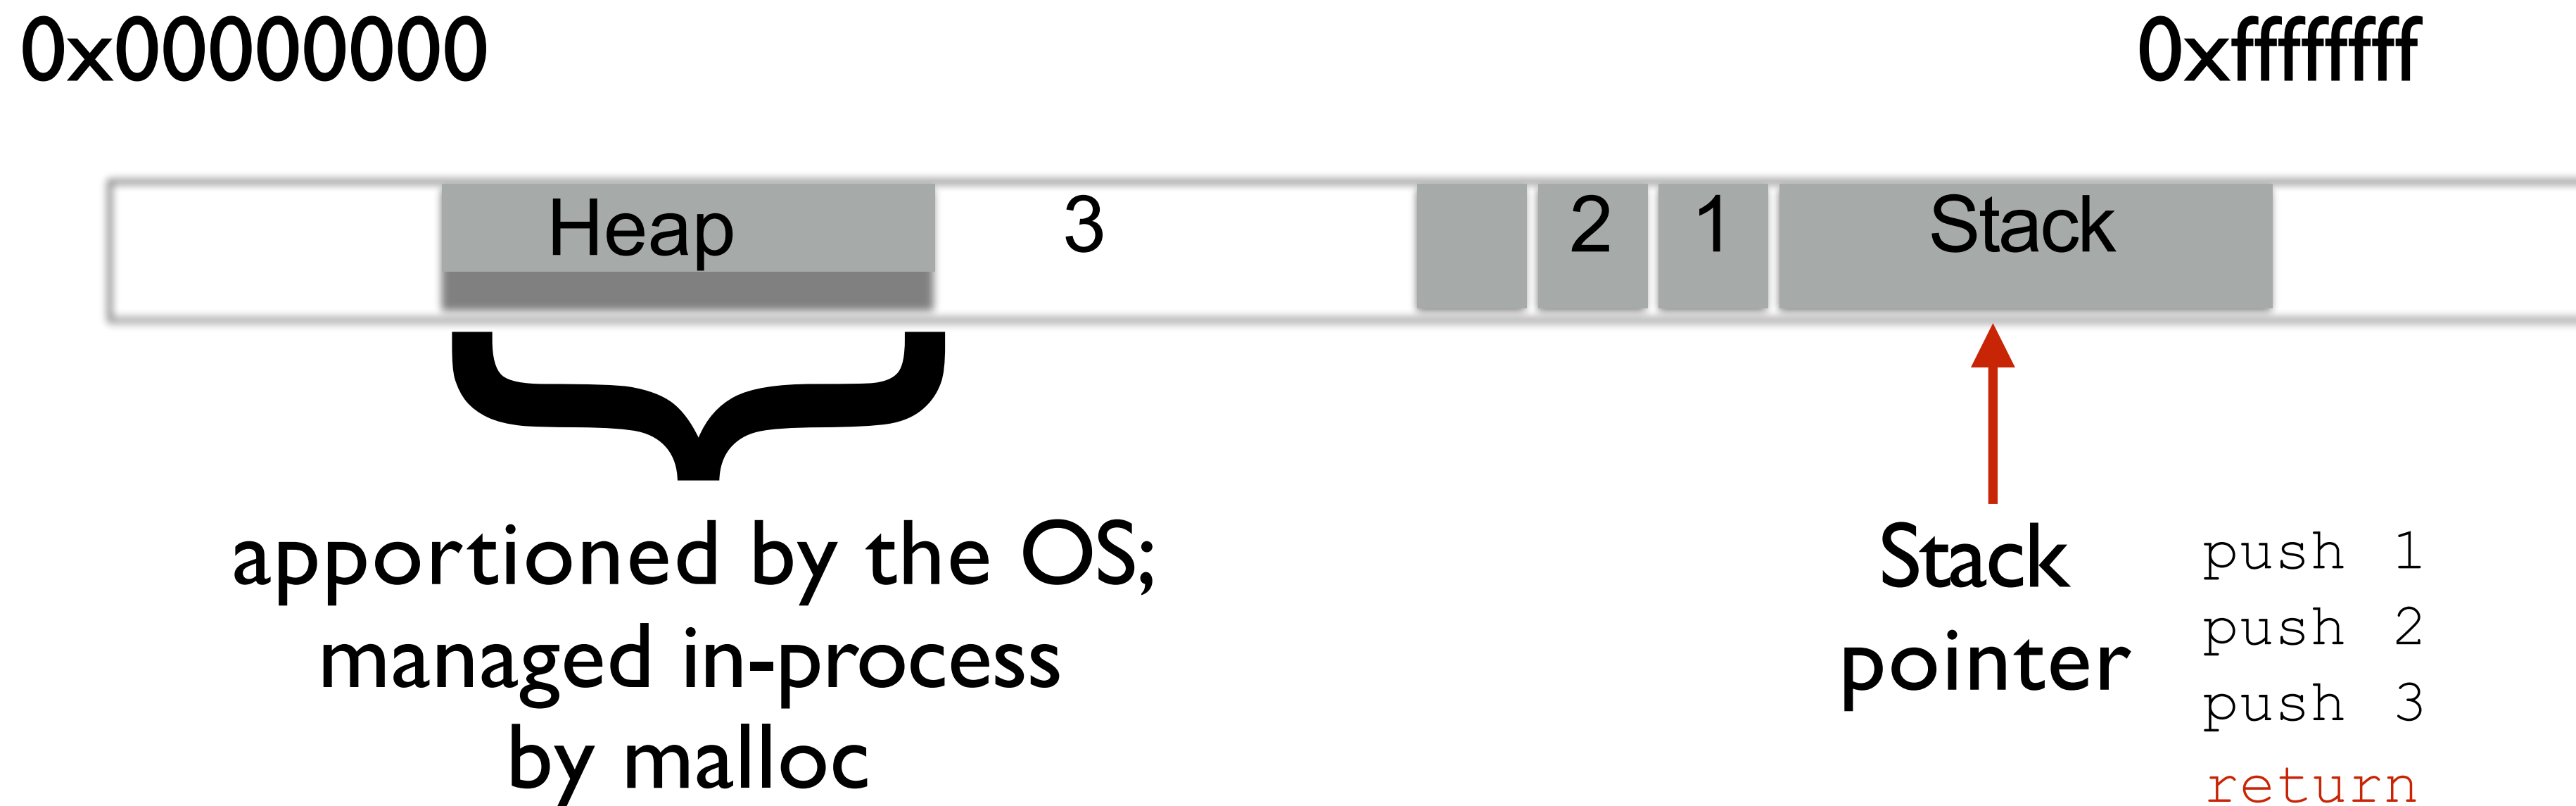 0x00000000
0xffffffff
Heap
3
2
1
Stack
apportioned by the OS;
managed in-process
by malloc
Stack
pointer
push 1
push 2
push 3
return